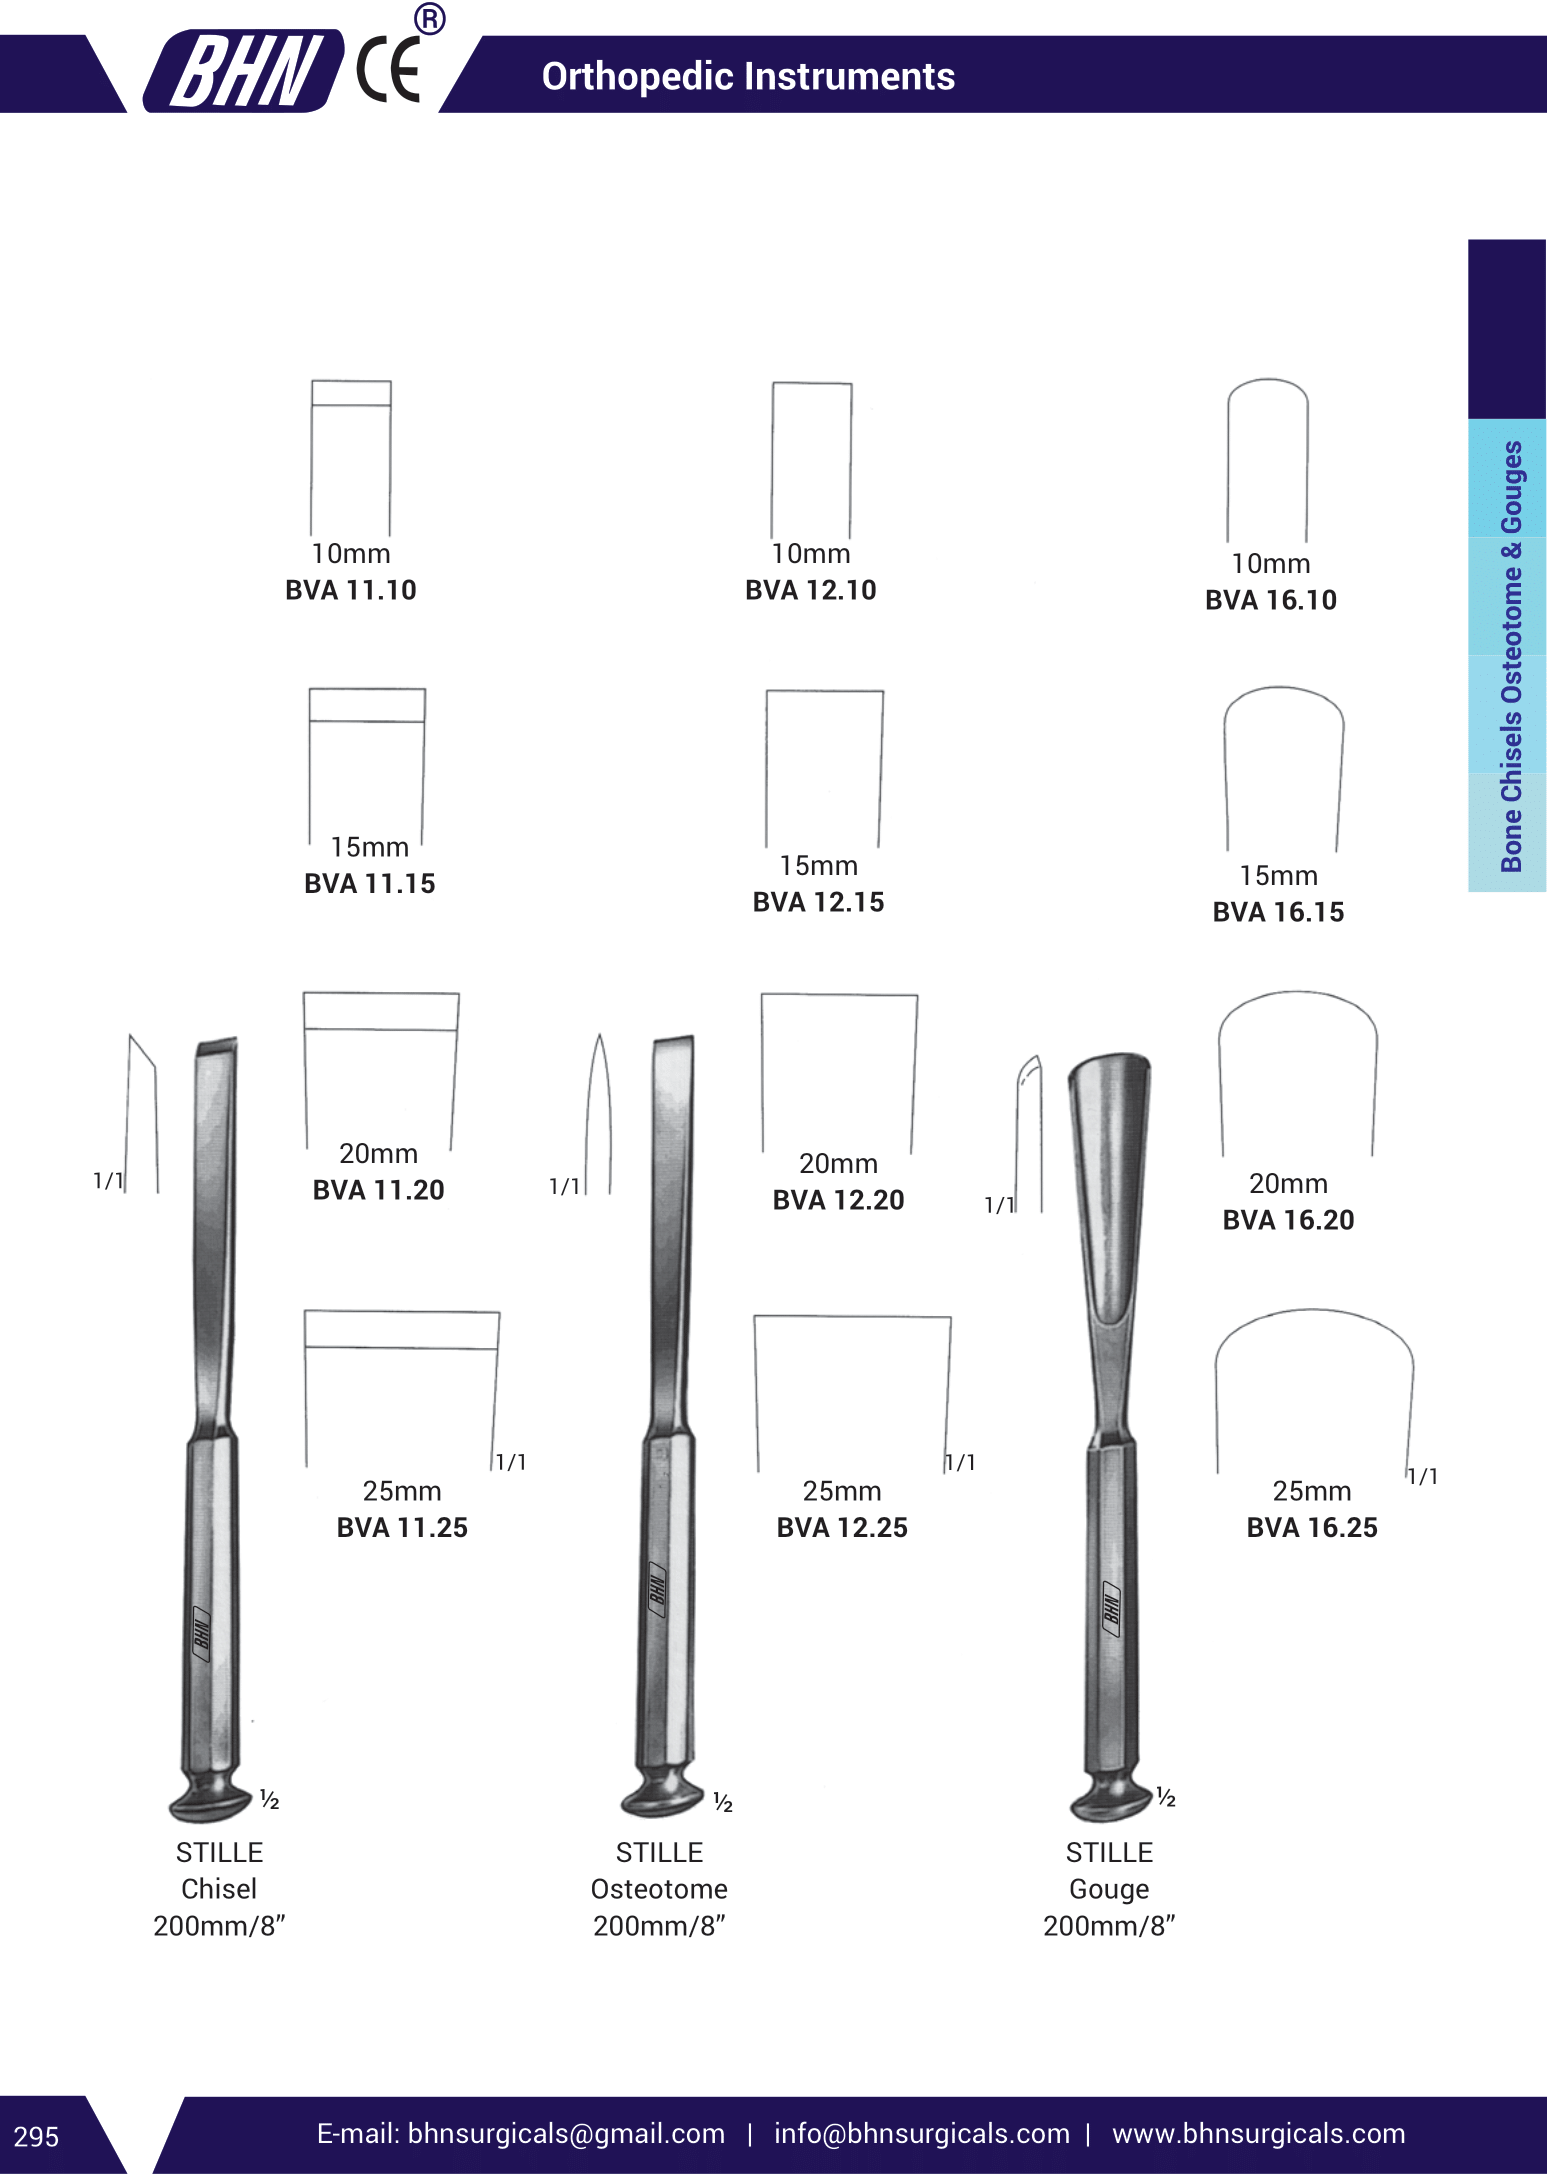 BHN CE ®
Orthopedic Instruments
Bone Chisels Osteotome & Gouges
10mm
BVA 11.10
10mm
BVA 12.10
10mm
BVA 16.10
15mm
BVA 11.15
15mm
BVA 12.15
15mm
BVA 16.15
1/1
20mm
BVA 11.20
1/1
20mm
BVA 12.20
1/1
20mm
BVA 16.20
1/1
25mm
BVA 11.25
1/1
25mm
BVA 12.25
1/1
25mm
BVA 16.25
BHN
BHN
BHN
½
½
½
STILLE
Chisel
200mm/8”
STILLE
Osteotome
200mm/8”
STILLE
Gouge
200mm/8”
295
E-mail: bhnsurgicals@gmail.com | info@bhnsurgicals.com | www.bhnsurgicals.com